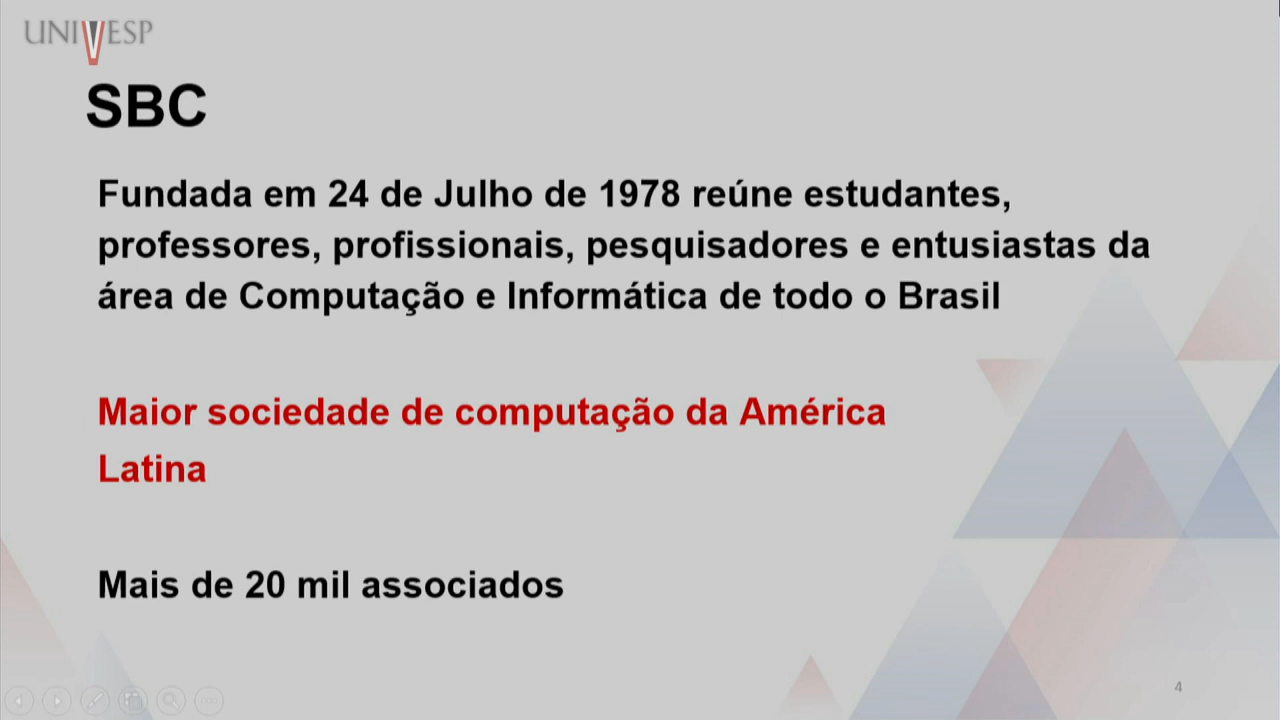 UNIVESP
SBC
Fundada em 24 de Julho de 1978 reúne estudantes,
professores, profissionais, pesquisadores e entusiastas da
área de Computação e Informática de todo o Brasil
Maior sociedade de computação da América
Latina
Mais de 20 mil associados
4